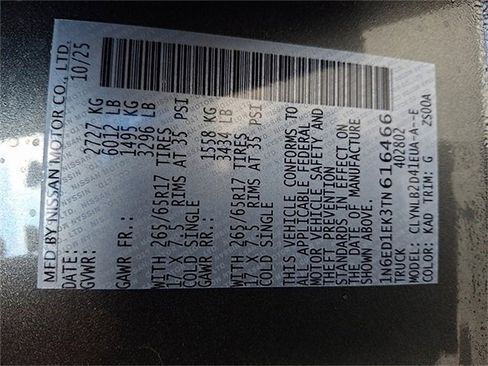 MFD BY NISSAN MOTOR CO., LTD.
DATE: 10/25
GVWR: 2727 KG
6012 LB
GAWR FR.: 1495 KG
3296 LB
WITH 265/65R17 TIRES
17 X 7.5 RIMS AT 35 PSI
COLD SINGLE
GAWR RR.: 1558 KG
3434 LB
WITH 265/65R17 TIRES
17 X 7.5 RIMS AT 35 PSI
COLD SINGLE
THIS VEHICLE CONFORMS TO
ALL APPLICABLE FEDERAL
MOTOR VEHICLE SAFETY AND
THEFT PREVENTION
STANDARDS IN EFFECT ON
THE DATE OF MANUFACTURE
SHOWN ABOVE.
1N6ED1EK3TN616466
TRUCK 402802
MODEL: CLYNLB2D41EUA-A--E
COLOR: KAD TRIM: G 2S00A